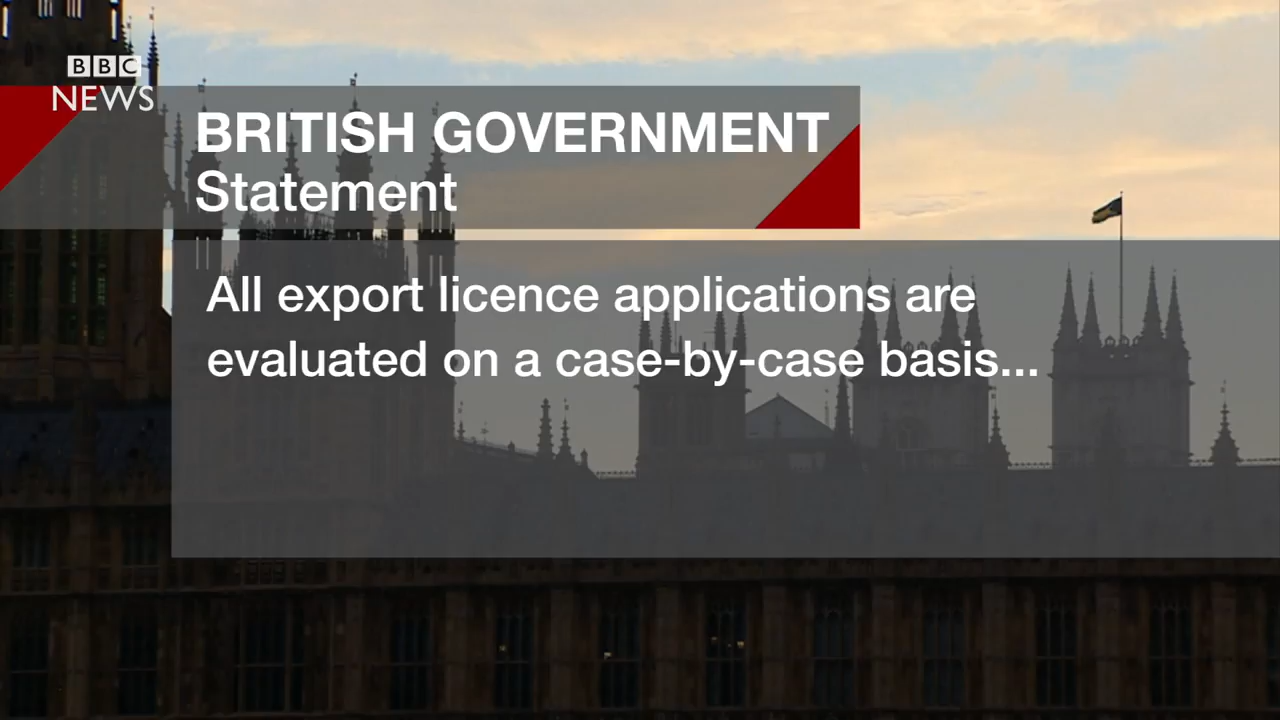 BBC
NEWS
BRITISH GOVERNMENT
Statement
All export licence applications are
evaluated on a case-by-case basis...